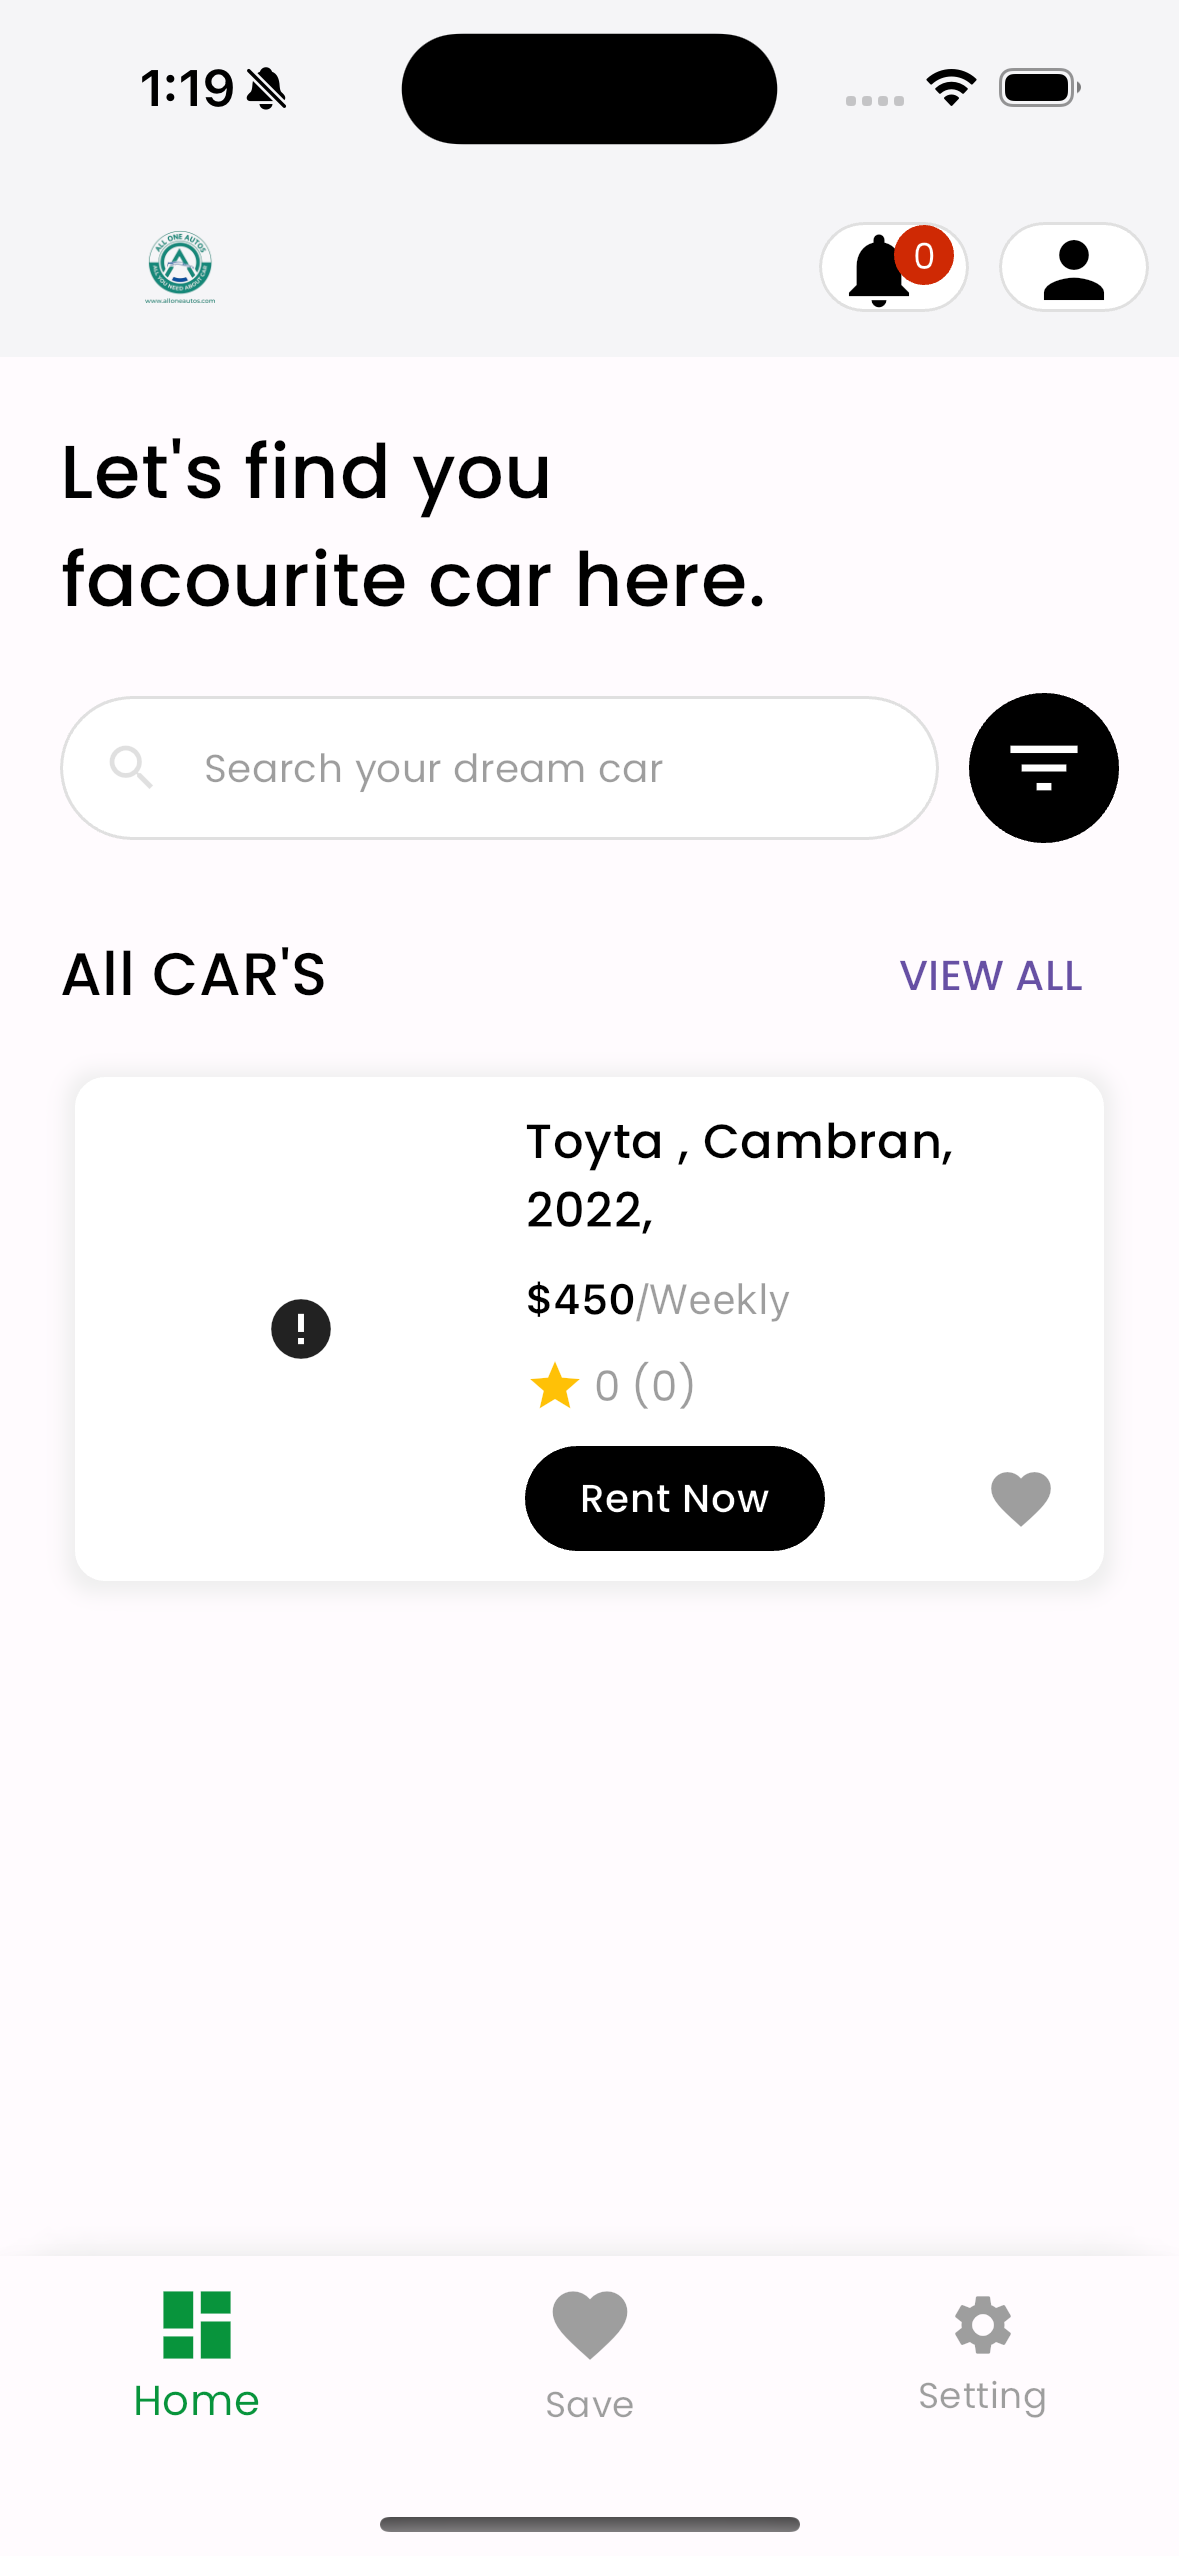 1:19
ALL ONE AUTOS
ALL YOU NEED ABOUT CAR
www.alloneautos.com
0
Let's find you
facourite car here.
Search your dream car
All CAR'S
VIEW ALL
Toyta , Cambran,
2022,
$450/Weekly
0 (0)
Rent Now
Home
Save
Setting